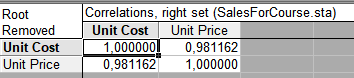 Root Removed
Correlations, right set (SalesForCourse.sta)
Unit Cost Unit Price
Unit Cost 1,000000 0,981162
Unit Price 0,981162 1,000000